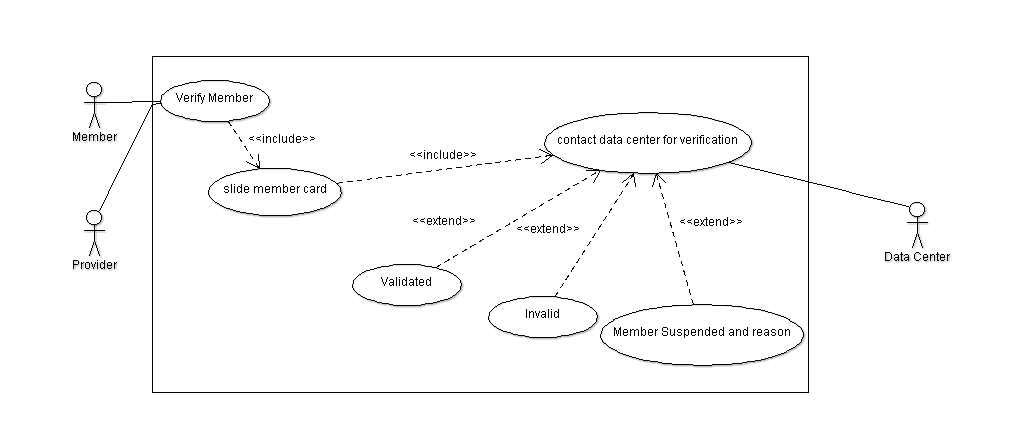 Verify Member
Member
<<include>>
contact data center for verification
<<include>>
slide member card
<<extend>>
<<extend>>
<<extend>>
Provider
Data Center
Validated
Invalid
Member Suspended and reason